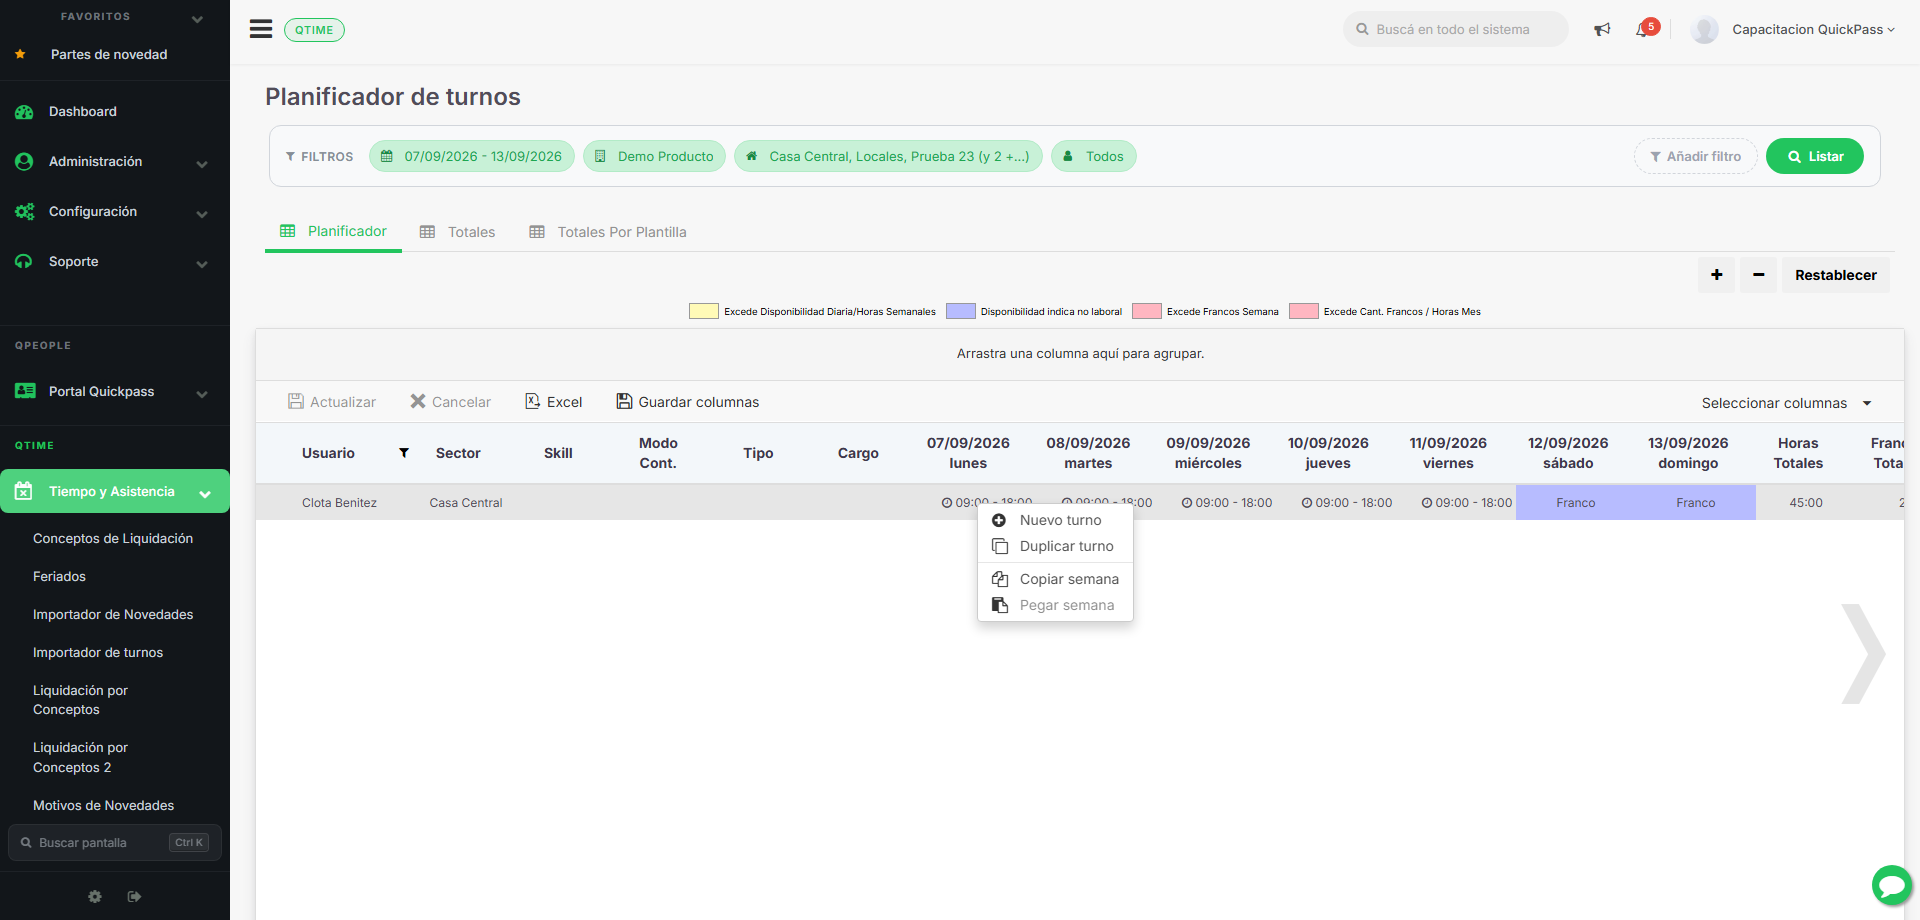 FAVORITOS
Partes de novedad
Dashboard
Administración
Configuración
Soporte
QPEOPLE
Portal Quickpass
QTIME
Tiempo y Asistencia
Conceptos de Liquidación
Feriados
Importador de Novedades
Importador de turnos
Liquidación por
Conceptos
Liquidación por
Conceptos 2
Motivos de Novedades
Buscar pantalla
Ctrl K
QTIME
Buscá en todo el sistema
5
Capacitacion QuickPass
Planificador de turnos
FILTROS
07/09/2026 - 13/09/2026
Demo Producto
Casa Central, Locales, Prueba 23 (y 2 +...)
Todos
Añadir filtro
Listar
Planificador
Totales
Totales Por Plantilla
+
−
Restablecer
Excede Disponibilidad Diaria/Horas Semanales
Disponibilidad indica no laboral
Excede Francos Semana
Excede Cant. Francos / Horas Mes
Arrastra una columna aquí para agrupar.
Actualizar
Cancelar
Excel
Guardar columnas
Seleccionar columnas
Usuario
Sector
Skill
Modo
Cont.
Tipo
Cargo
07/09/2026
lunes
08/09/2026
martes
09/09/2026
miércoles
10/09/2026
jueves
11/09/2026
viernes
12/09/2026
sábado
13/09/2026
domingo
Horas
Totales
Clota Benitez
Casa Central
09:00 - 18:00
09:00 - 18:00
09:00 - 18:00
09:00 - 18:00
09:00 - 18:00
Franco
Franco
45:00
Nuevo turno
Duplicar turno
Copiar semana
Pegar semana